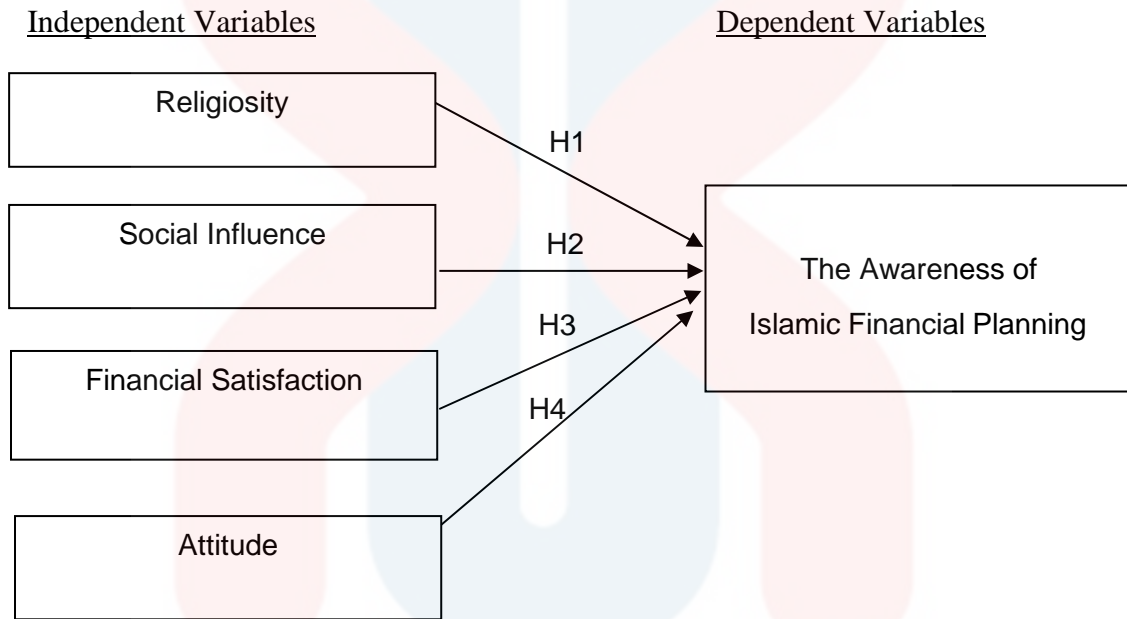 Independent Variables
Dependent Variables
Religiosity
H1
Social Influence
H2
The Awareness of
Islamic Financial Planning
H3
Financial Satisfaction
H4
Attitude